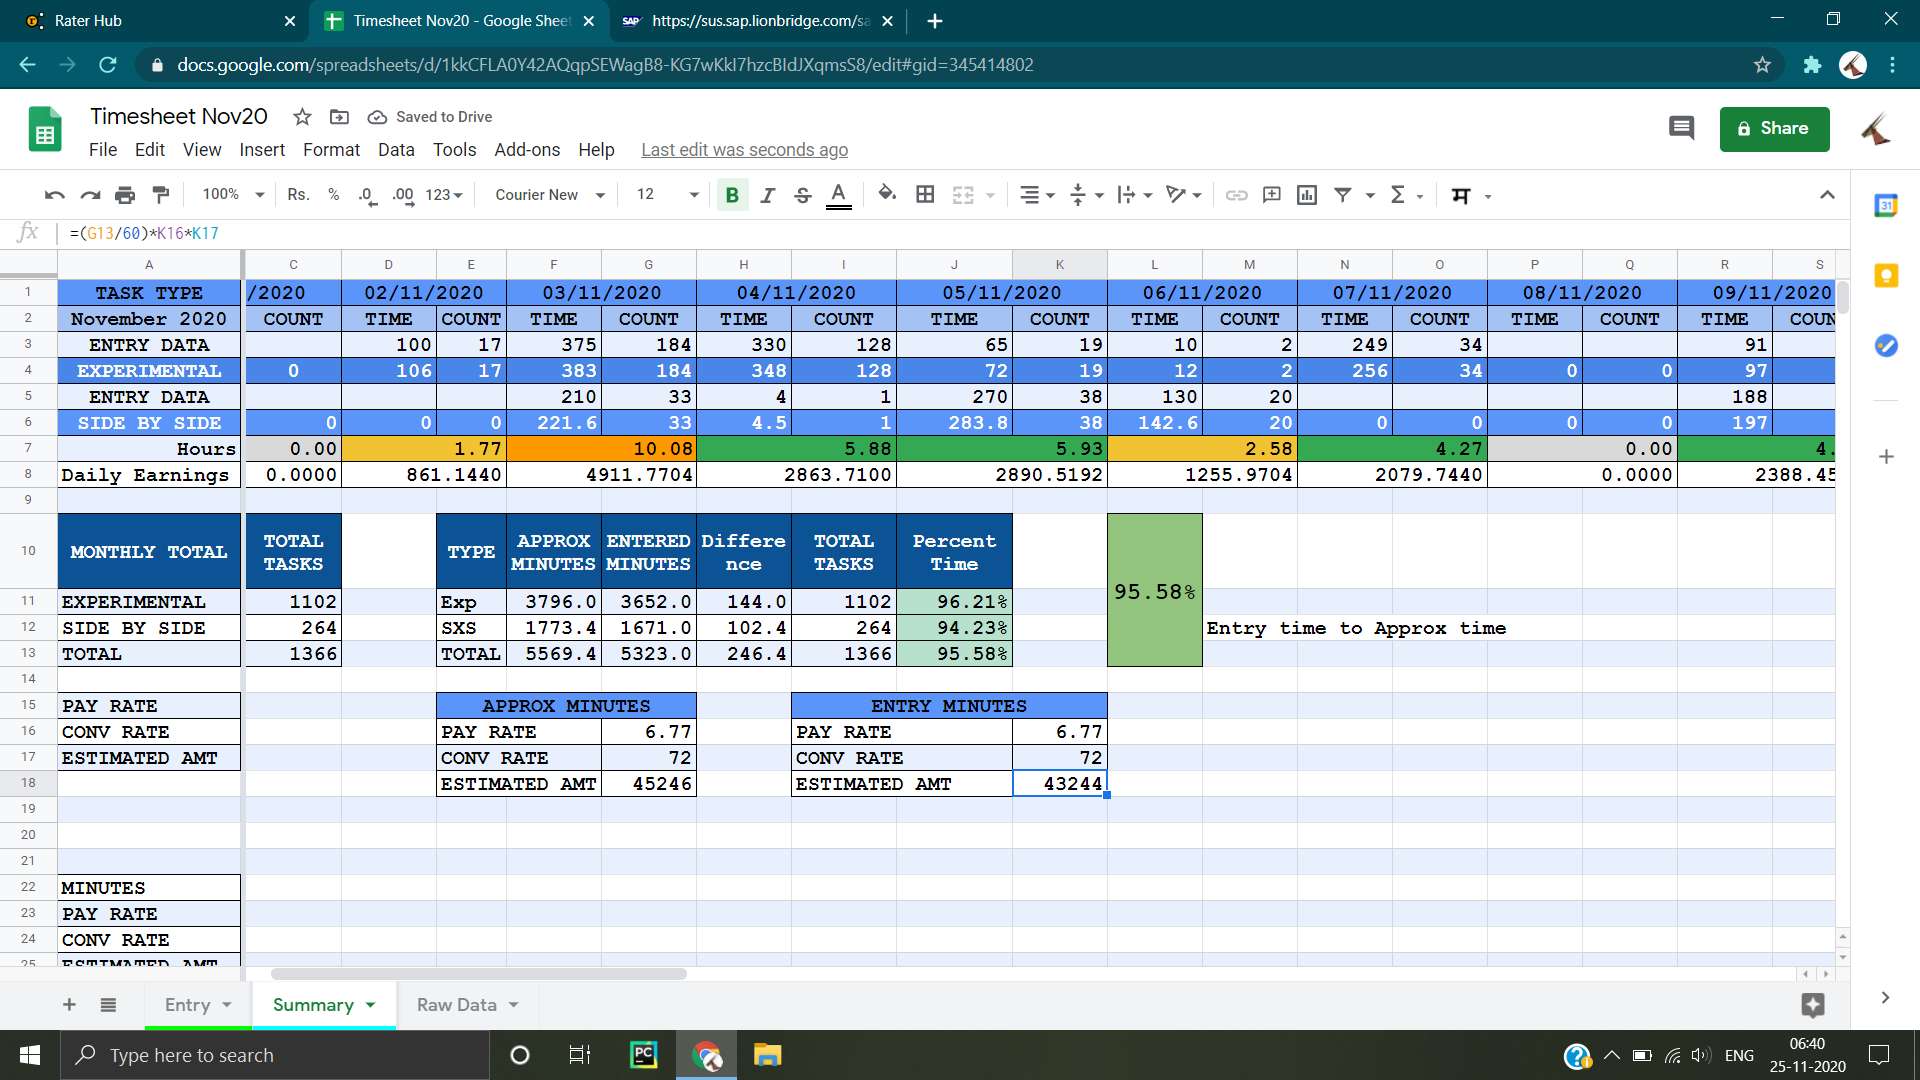 Rater Hub
Timesheet Nov20 - Google Sheet
SAP https://sus.sap.lionbridge.com/sa
docs.google.com/spreadsheets/d/1kkCFLA0Y42AQqpSEWagB8-KG7wKkI7hzcBIdJXqmsS8/edit#gid=345414802
Timesheet Nov20 Saved to Drive
File Edit View Insert Format Data Tools Add-ons Help Last edit was seconds ago
Share
100% Rs. % .0 .00 123 Courier New 12 B I S A Σ म
31
fx =(G13/60)*K16*K17
A C D E F G H I J K L M N O P Q R S
1 TASK TYPE /2020 02/11/2020 03/11/2020 04/11/2020 05/11/2020 06/11/2020 07/11/2020 08/11/2020 09/11/2020
2 November 2020 COUNT TIME COUNT TIME COUNT TIME COUNT TIME COUNT TIME COUNT TIME COUNT TIME COUNT TIME COUN
3 ENTRY DATA 100 17 375 184 330 128 65 19 10 2 249 34 91
4 EXPERIMENTAL 0 106 17 383 184 348 128 72 19 12 2 256 34 0 0 97
5 ENTRY DATA 210 33 4 1 270 38 130 20 188
6 SIDE BY SIDE 0 0 0 221.6 33 4.5 1 283.8 38 142.6 20 0 0 0 0 197
7 Hours 0.00 1.77 10.08 5.88 5.93 2.58 4.27 0.00 4.
8 Daily Earnings 0.0000 861.1440 4911.7704 2863.7100 2890.5192 1255.9704 2079.7440 0.0000 2388.45
9
10 MONTHLY TOTAL TOTAL TASKS TYPE APPROX MINUTES ENTERED MINUTES Differe nce TOTAL TASKS Percent Time 95.58%
11 EXPERIMENTAL 1102 Exp 3796.0 3652.0 144.0 1102 96.21%
12 SIDE BY SIDE 264 SXS 1773.4 1671.0 102.4 264 94.23% Entry time to Approx time
13 TOTAL 1366 TOTAL 5569.4 5323.0 246.4 1366 95.58%
14
15 PAY RATE APPROX MINUTES ENTRY MINUTES
16 CONV RATE PAY RATE 6.77 PAY RATE 6.77
17 ESTIMATED AMT CONV RATE 72 CONV RATE 72
18 ESTIMATED AMT 45246 ESTIMATED AMT 43244
19
20
21
22 MINUTES
23 PAY RATE
24 CONV RATE
25 ESTIMATED AMT
Entry Summary Raw Data
Type here to search
PC
ENG
06:40
25-11-2020